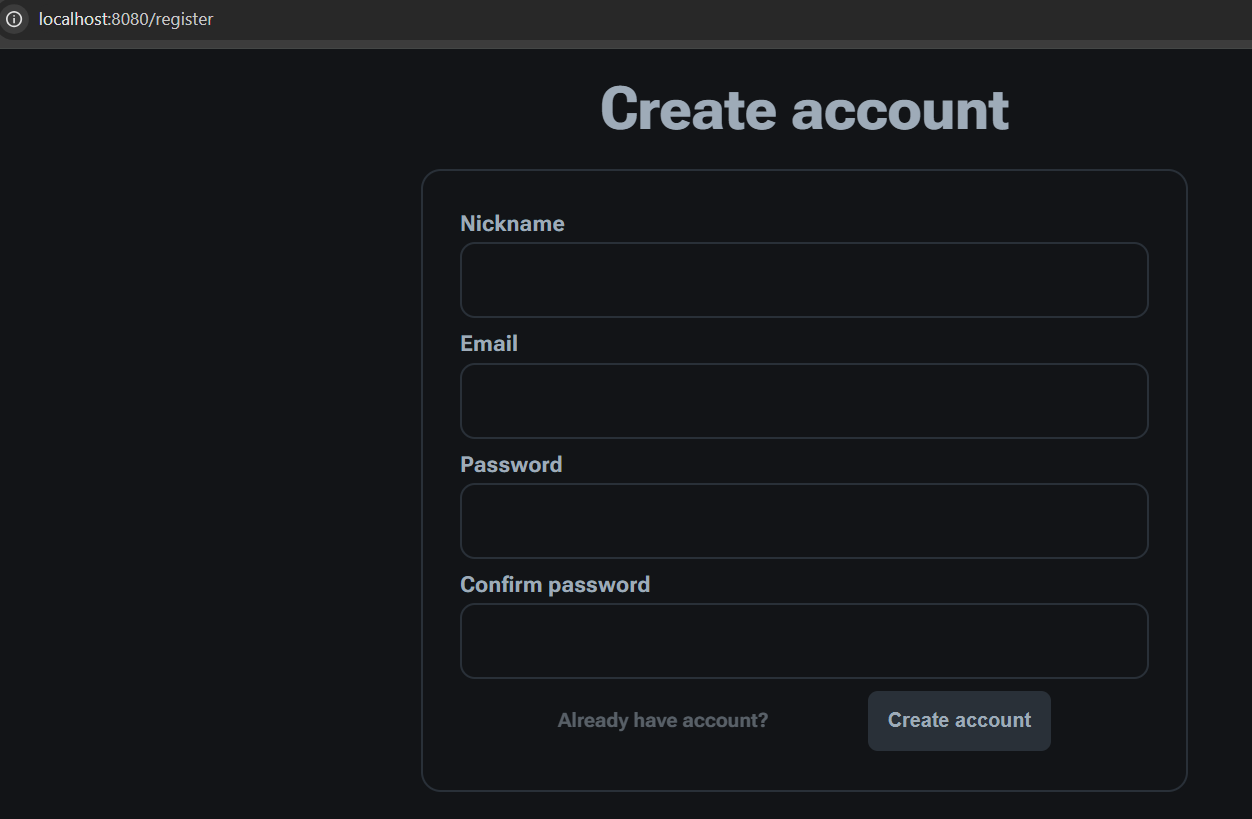 localhost:8080/register
Create account
Nickname
Email
Password
Confirm password
Already have account?
Create account